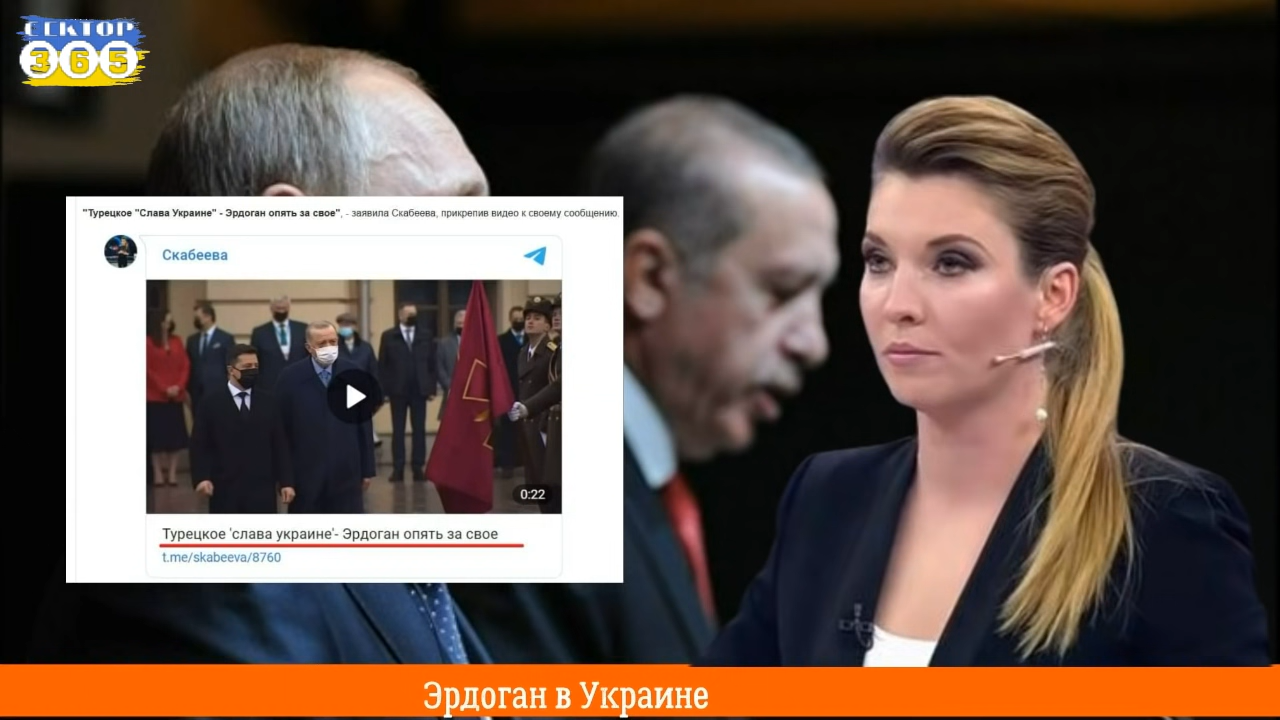 СЕКТОР
365
"Турецкое "Слава Украине" - Эрдоган опять за свое", - заявила Скабеева, прикрепив видео к своему сообщению.
Скабеева
0:22
Турецкое 'слава украине'- Эрдоган опять за свое
t.me/skabeeva/8760
Эрдоган в Украине